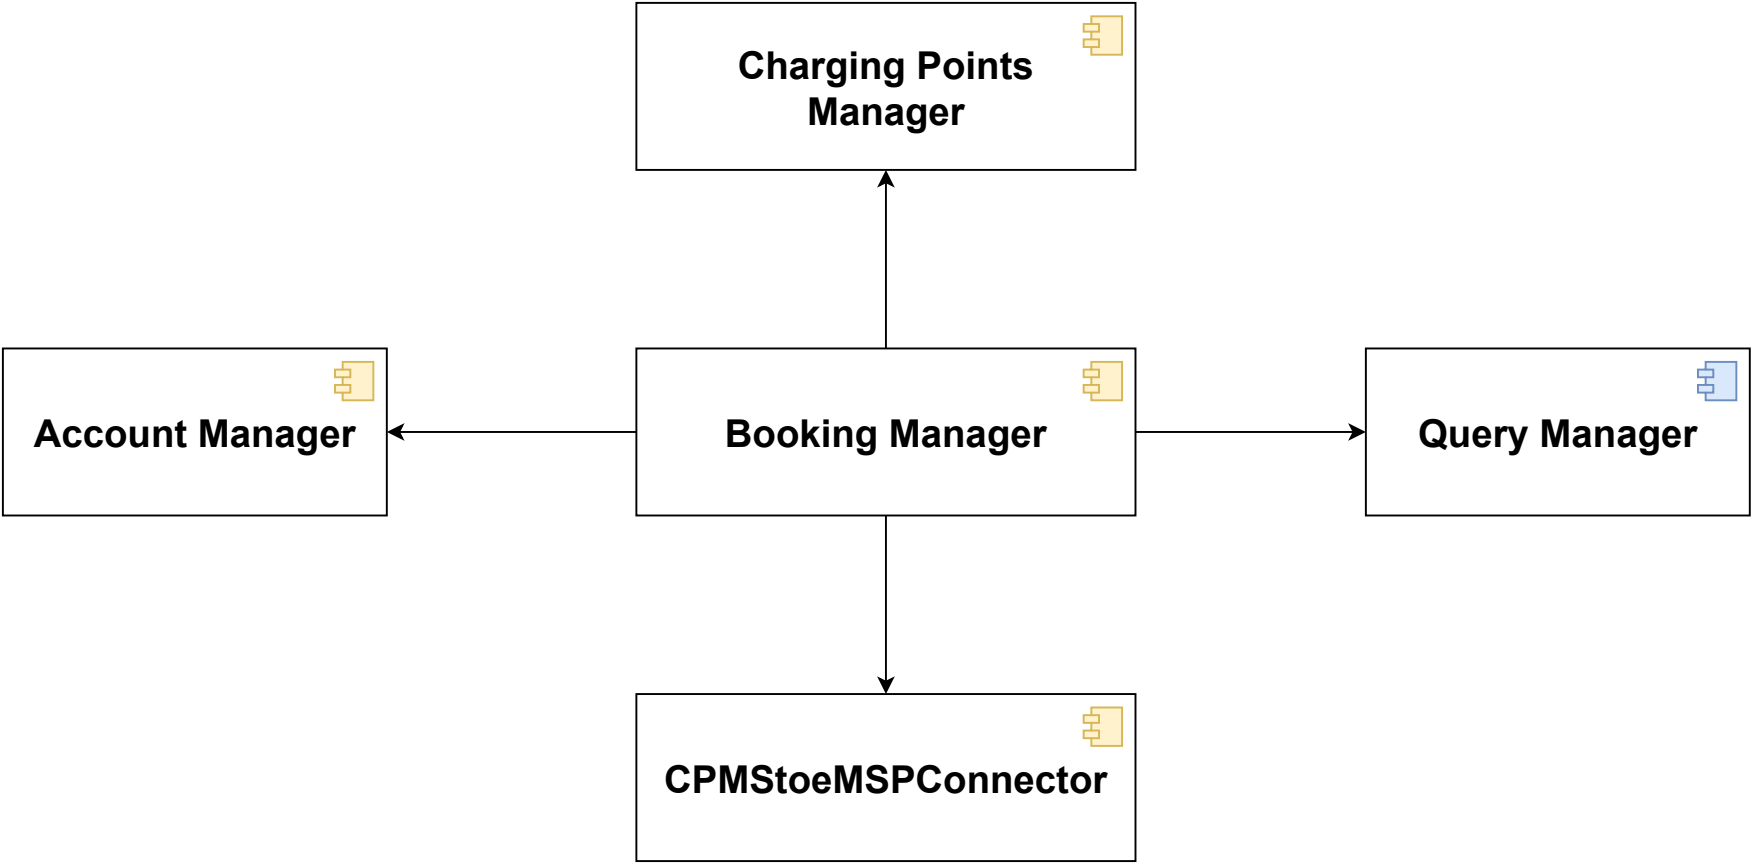 Charging Points
Manager
Account Manager
Booking Manager
Query Manager
CPMStoeMSPConnector